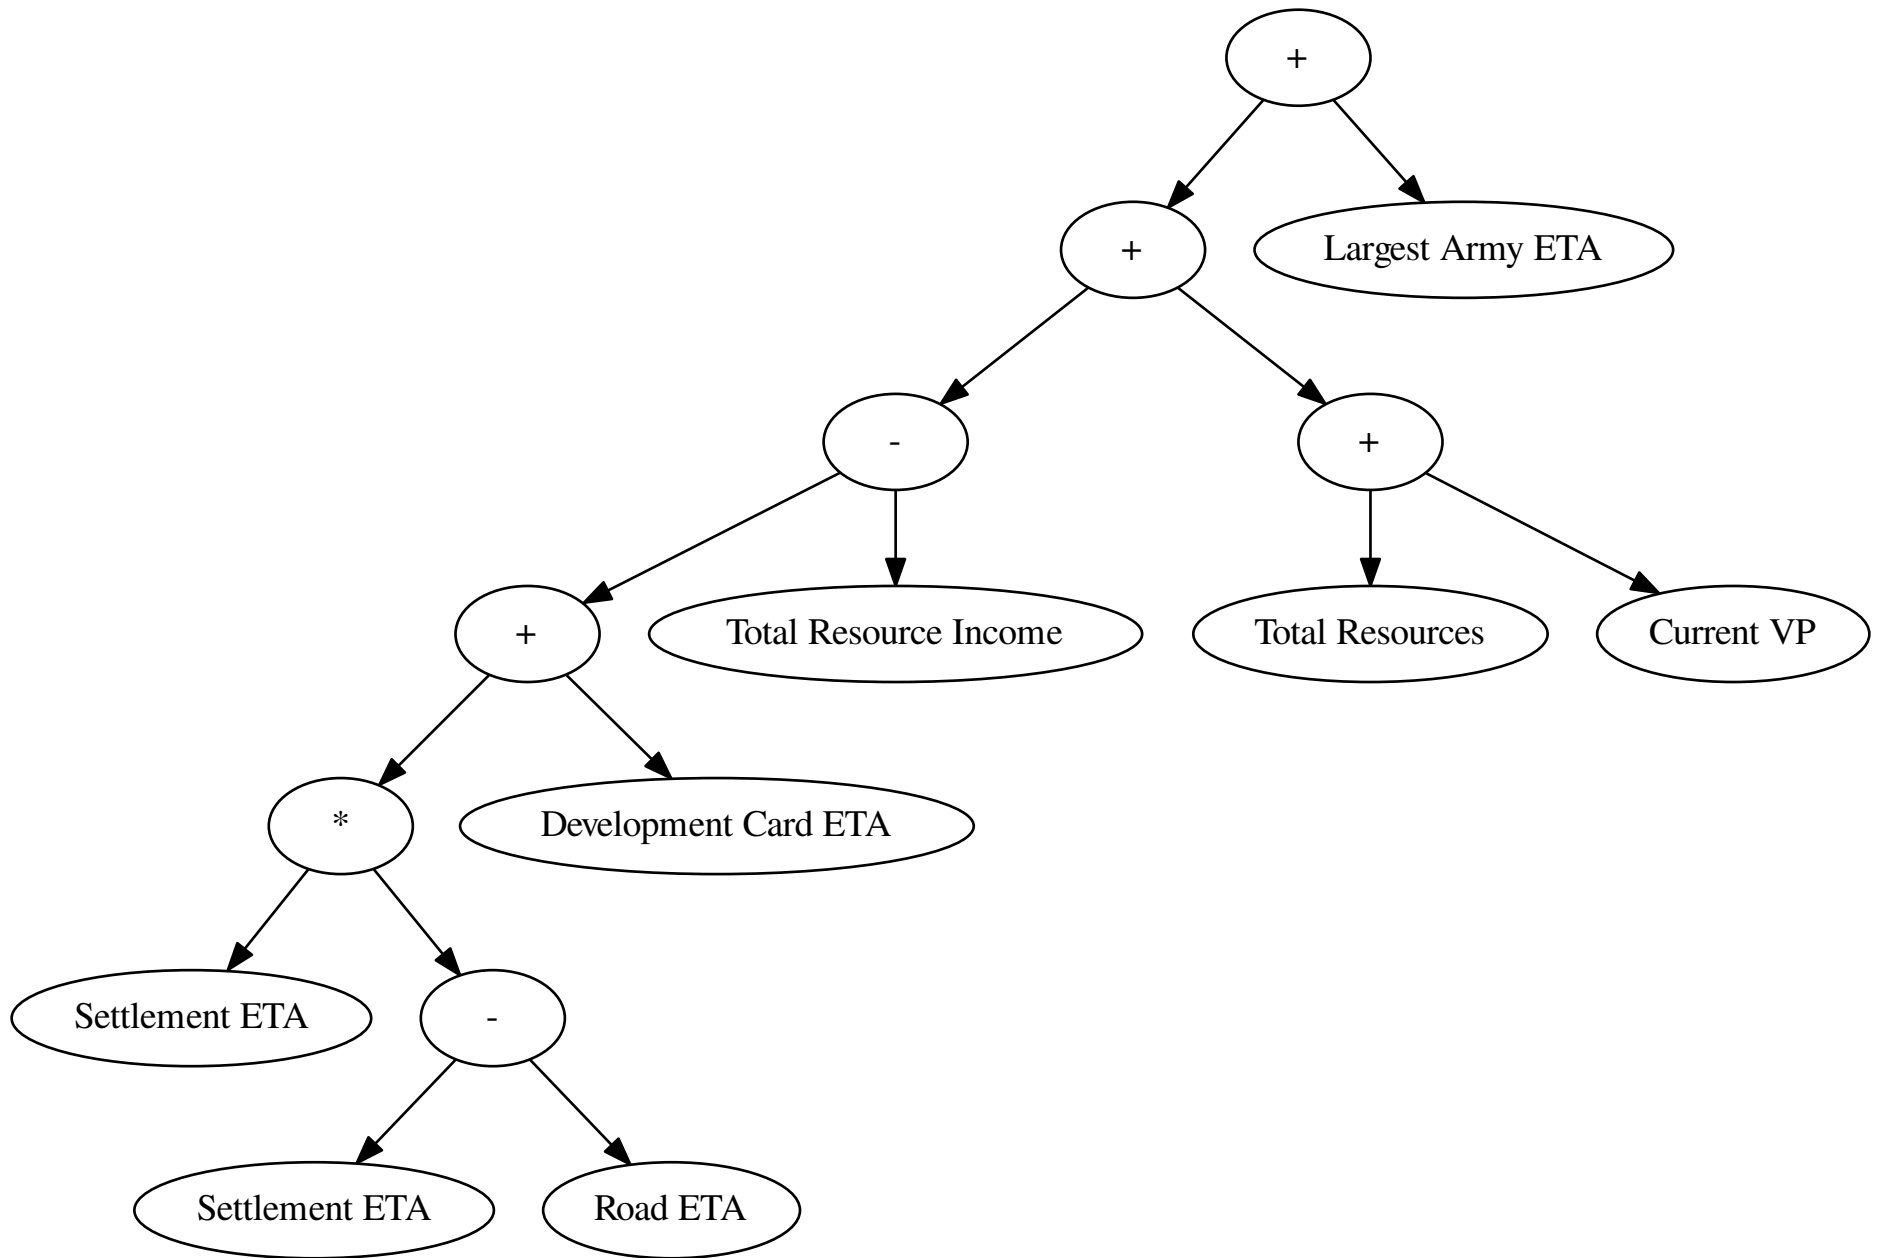 +
+
Largest Army ETA
-
+
+
Total Resource Income
Total Resources
Current VP
*
Development Card ETA
Settlement ETA
-
Settlement ETA
Road ETA